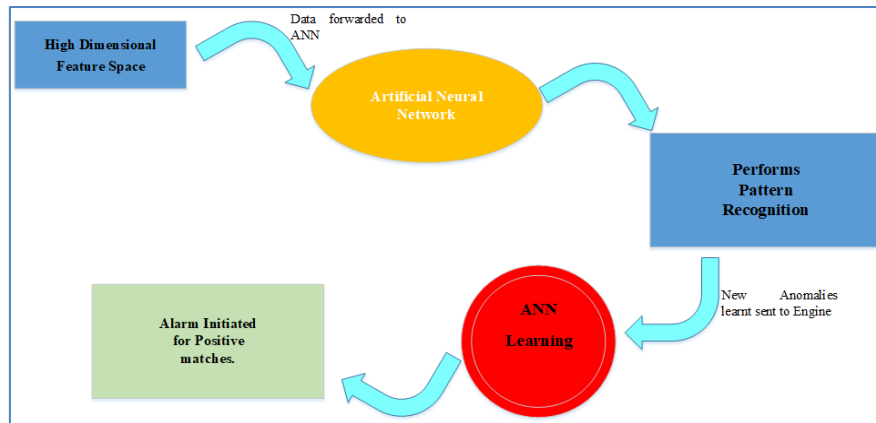 High Dimensional
Feature Space
Data forwarded to
ANN
Artificial Neural
Network
Performs
Pattern
Recognition
New Anomalies
learnt sent to Engine
ANN
Learning
Alarm Initiated
for Positive
matches.